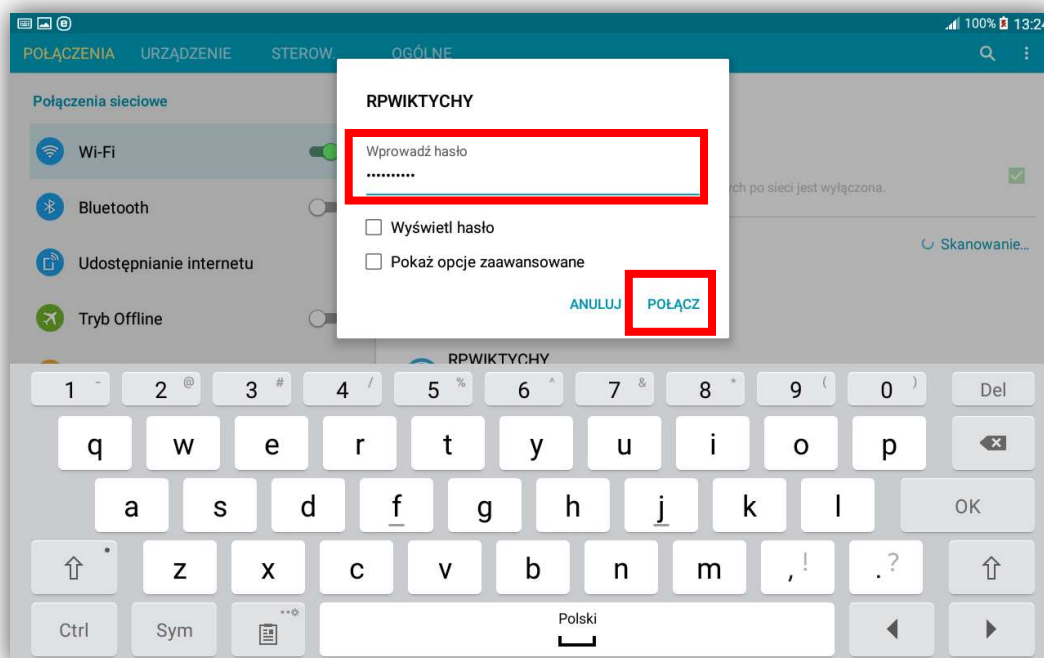 100% 13:24
POŁĄCZENIA URZĄDZENIE STEROW. OGÓLNE
Połączenia sieciowe
Wi-Fi
Bluetooth
Udostępnianie internetu
Tryb Offline
RPWIKTYCHY
Wprowadź hasło
••••••••••
Wyświetl hasło
Pokaż opcje zaawansowane
ANULUJ POŁĄCZ
po sieci jest wyłączona.
Skanowanie...
RPWIKTYCHY
1 - 2 @ 3 # 4 / 5 % 6 ^ 7 & 8 * 9 ( 0 ) Del
q w e r t y u i o p
a s d f g h j k l OK
z x c v b n m , ! . ?
Ctrl Sym Polski